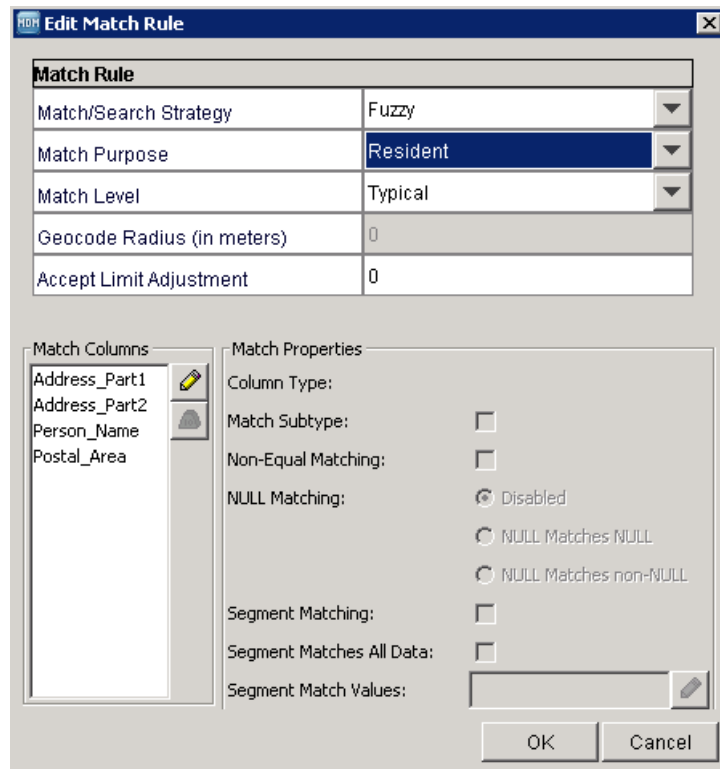 MDM Edit Match Rule
Match Rule
Match/Search Strategy Fuzzy
Match Purpose Resident
Match Level Typical
Geocode Radius (in meters) 0
Accept Limit Adjustment 0
Match Columns
Address_Part1
Address_Part2
Person_Name
Postal_Area
Match Properties
Column Type:
Match Subtype:
Non-Equal Matching:
NULL Matching: Disabled
NULL Matches NULL
NULL Matches non-NULL
Segment Matching:
Segment Matches All Data:
Segment Match Values:
OK Cancel